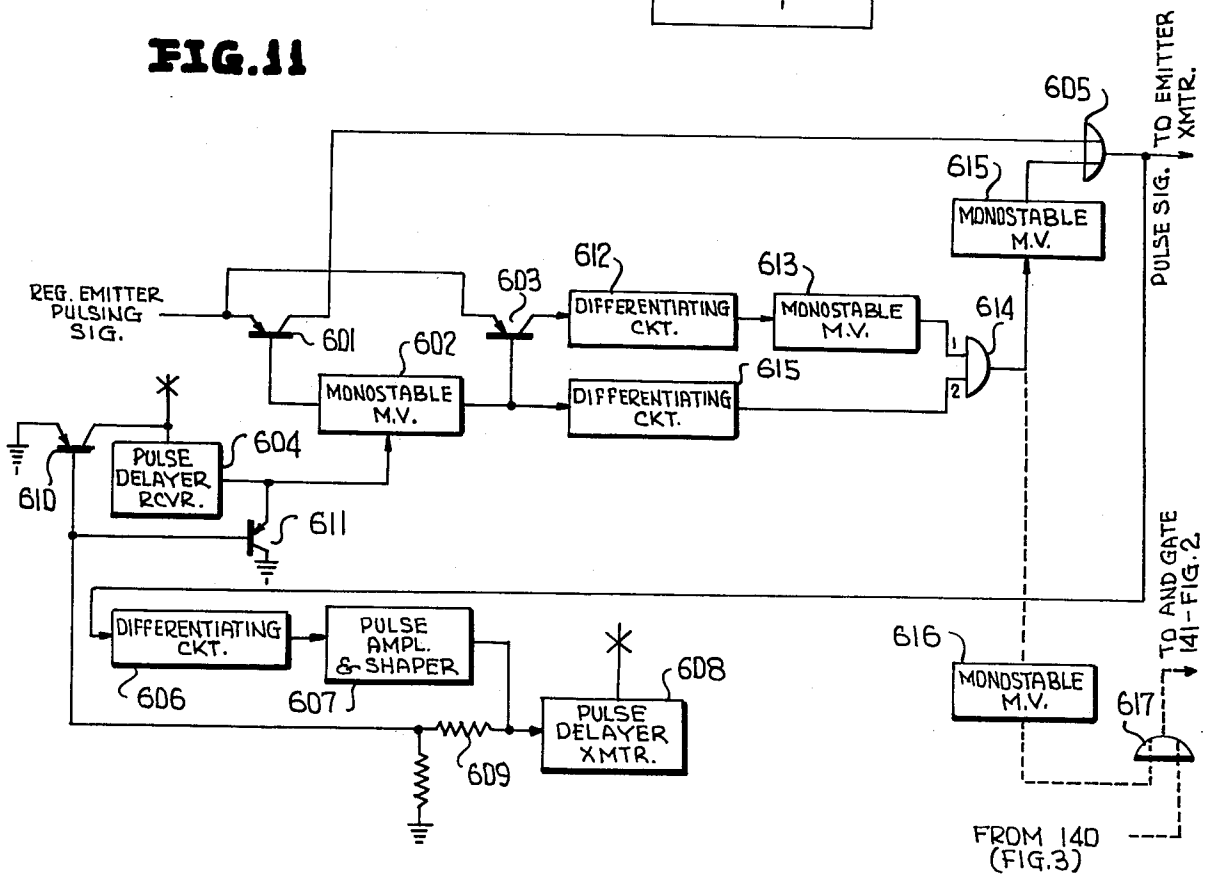 FIG.11
605
PULSE SIG. TO EMITTER
XMTR.
615
MONOSTABLE
M.V.
612
DIFFERENTIATING
CKT.
613
MONOSTABLE
M.V.
603
614
1
2
REG. EMITTER
PULSING
SIG.
601
602
MONOSTABLE
M.V.
615
DIFFERENTIATING
CKT.
610
604
PULSE
DELAYER
RCVR.
611
DIFFERENTIATING
CKT.
606
PULSE
AMPL.
& SHAPER
607
608
PULSE
DELAYER
XMTR.
609
616
MONOSTABLE
M.V.
TO AND GATE
141-FIG.2
617
FROM 140
(FIG.3)